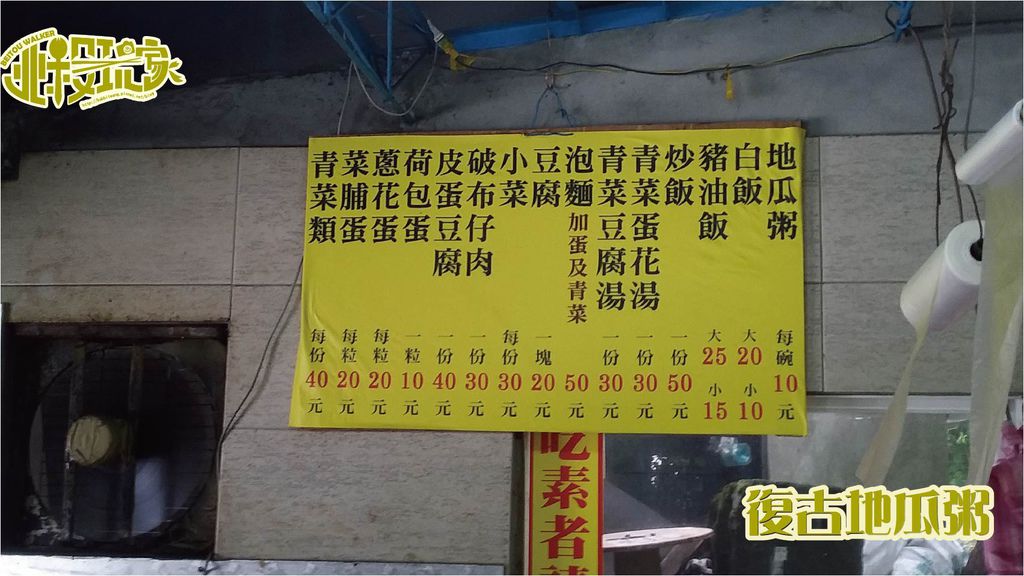 BEITOU WALKER
地瓜粥 每碗10元
白飯 大20 小10
豬油飯 大25 小15
炒飯 一份50元
青菜蛋花湯 一份30元
青菜豆腐湯 一份30元
泡麵加蛋及青菜 50元
豆腐 一塊20元
小菜 每份30元
破布仔肉 一份30元
皮蛋豆腐 一份40元
荷包蛋 一粒10元
蔥花蛋 每粒20元
菜脯蛋 每粒20元
青菜類 每份40元
吃素者請
復古地瓜粥